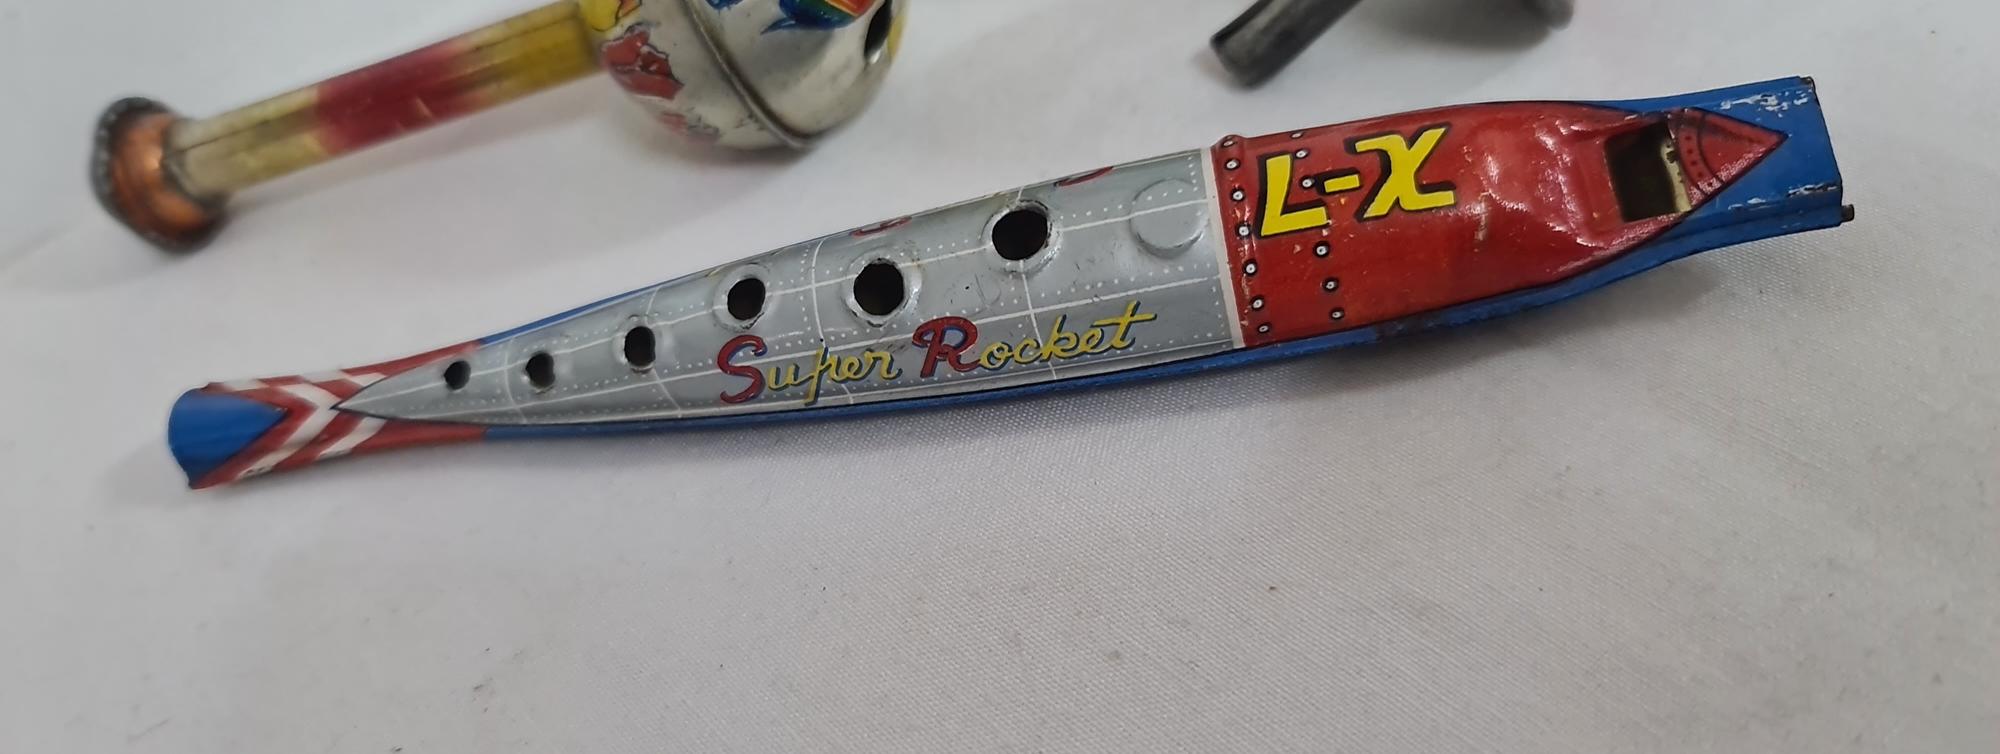 L-X
Super Rocket